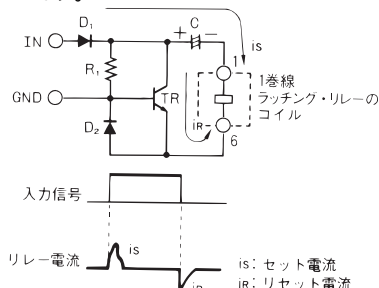 D₁
+ C −
is
IN
R₁
1
1巻線
ラッチング・リレーの
コイル
GND
TR
D₂
iR
6
入力信号
リレー電流
is
iR
is: セット電流
iR: リセット電流